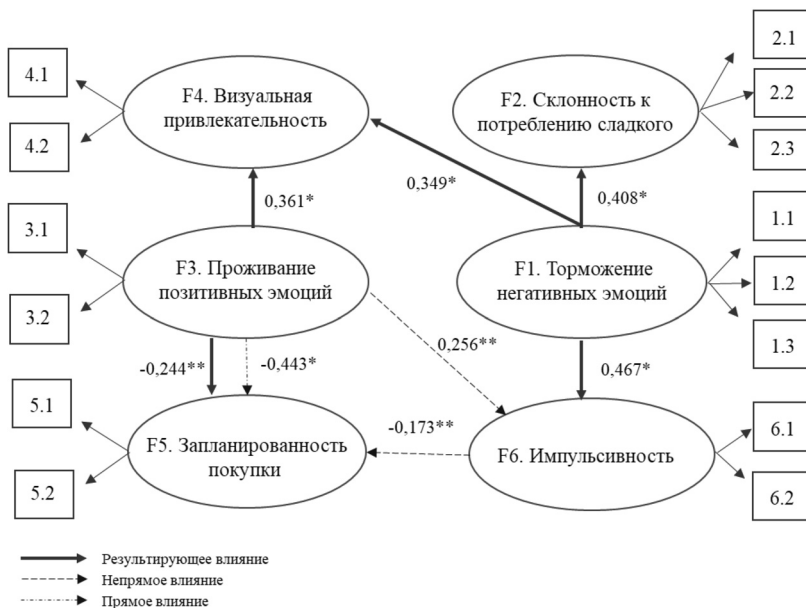 4.1
4.2
F4. Визуальная
привлекательность
F2. Склонность к
потреблению сладкого
2.1
2.2
2.3
0,361*
0,349*
0,408*
3.1
3.2
F3. Проживание
позитивных эмоций
F1. Торможение
негативных эмоций
1.1
1.2
1.3
-0,244**
-0,443*
0,256**
0,467*
5.1
5.2
F5. Запланированность
покупки
-0,173**
F6. Импульсивность
6.1
6.2
Результирующее влияние
Непрямое влияние
Прямое влияние